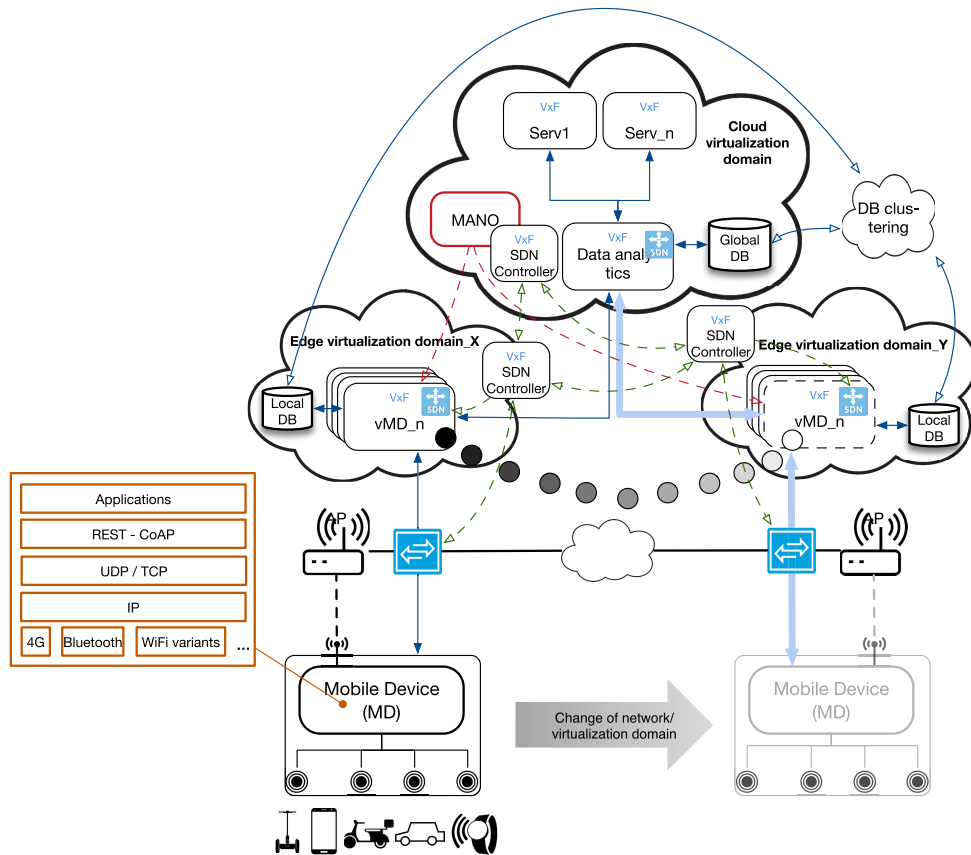 VxF
Serv1
VxF
Serv_n
Cloud
virtualization
domain
MANO
VxF
SDN
Controller
VxF
Data analy-
tics
SDN
Global
DB
DB clus-
tering
Edge virtualization domain_X
VxF
SDN
Controller
Local
DB
VxF
vMD_n
SDN
VxF
SDN
Controller
Edge virtualization domain_Y
VxF
vMD_n
SDN
Local
DB
Applications
REST - CoAP
UDP / TCP
IP
4G
Bluetooth
WiFi variants
...
AP
AP
Mobile Device
(MD)
Change of network/
virtualization domain
Mobile Device
(MD)